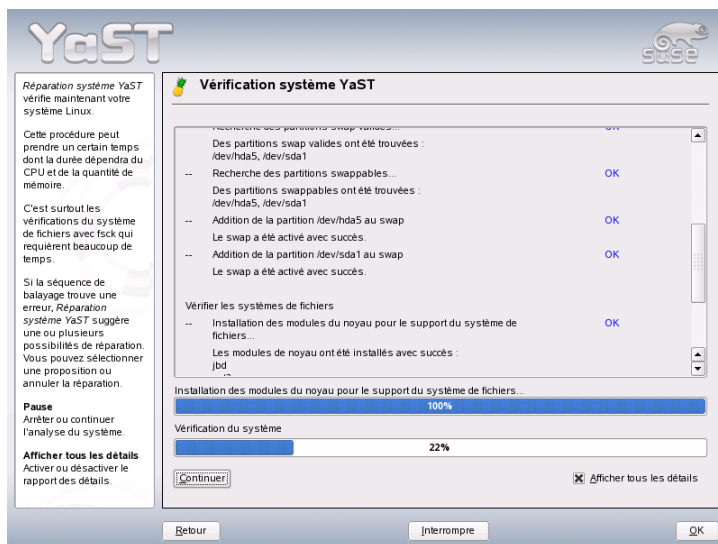 YaST
SUSE
Réparation système YaST
vérifie maintenant votre
système Linux.
Cette procédure peut
prendre un certain temps
dont la durée dépendra du
CPU et de la quantité de
mémoire.
C'est surtout les
vérifications du système
de fichiers avec fsck qui
requièrent beaucoup de
temps.
Si la séquence de
balayage trouve une
erreur, Réparation
système YaST suggère
une ou plusieurs
possibilités de réparation.
Vous pouvez sélectionner
une proposition ou
annuler la réparation.
Pause
Arrêter ou continuer
l'analyse du système.
Afficher tous les détails
Activer ou désactiver le
rapport des détails.
Vérification système YaST
Recherche des partitions swap valides... OK
Des partitions swap valides ont été trouvées :
/dev/hda5, /dev/sda1
-- Recherche des partitions swappables... OK
Des partitions swappables ont été trouvées :
/dev/hda5, /dev/sda1
-- Addition de la partition /dev/hda5 au swap OK
Le swap a été activé avec succès.
-- Addition de la partition /dev/sda1 au swap OK
Le swap a été activé avec succès.
Vérifier les systèmes de fichiers
-- Installation des modules du noyau pour le support du système de OK
fichiers...
Les modules de noyau ont été installés avec succès :
jbd
Installation des modules du noyau pour le support du système de fichiers...
100%
Vérification du système
22%
Continuer
Afficher tous les détails
Retour
Interrompre
OK